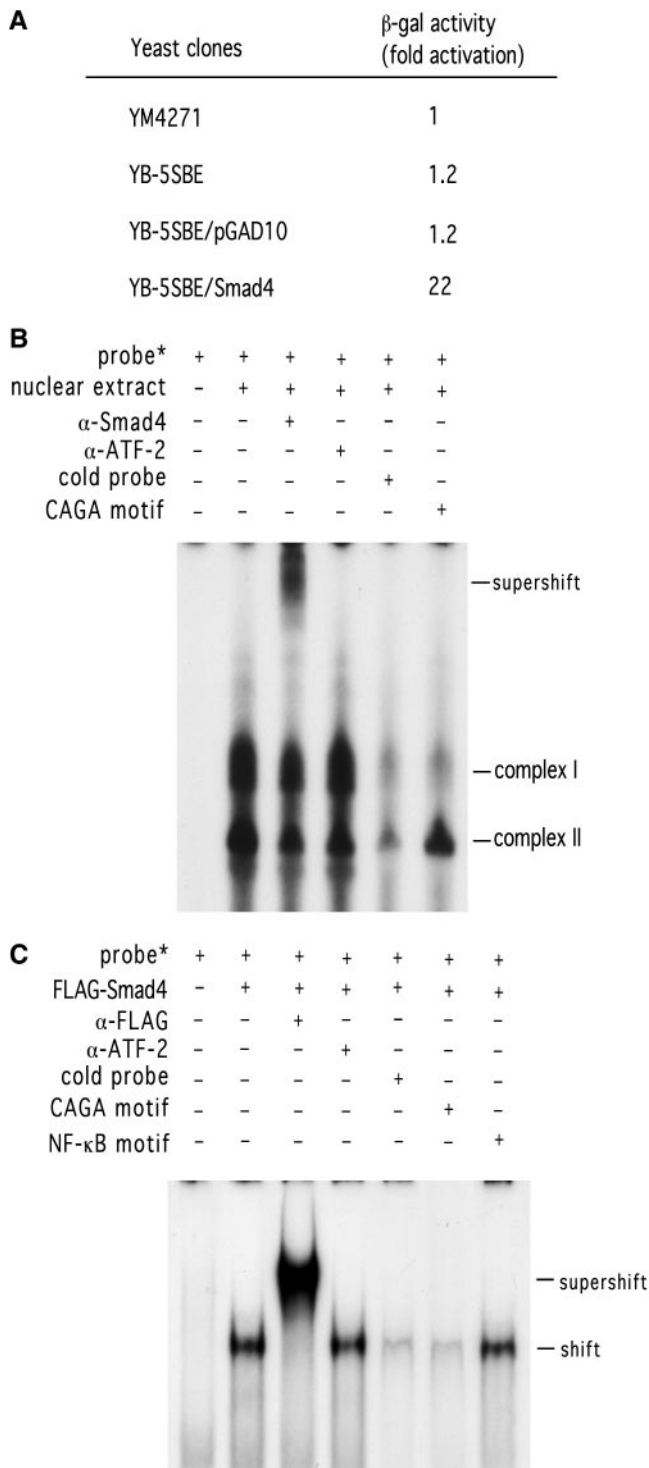 A
Yeast clones
β-gal activity
(fold activation)
YM4271 1
YB-5SBE 1.2
YB-5SBE/pGAD10 1.2
YB-5SBE/Smad4 22
B
probe* + + + + + +
nuclear extract - + + + + +
α-Smad4 - - + - - -
α-ATF-2 - - - + - -
cold probe - - - - + -
CAGA motif - - - - - +
supershift
complex I
complex II
C
probe* + + + + + + +
FLAG-Smad4 - + + + + + +
α-FLAG - - + - - - -
α-ATF-2 - - - + - - -
cold probe - - - - + - -
CAGA motif - - - - - + -
NF-κB motif - - - - - - +
supershift
shift